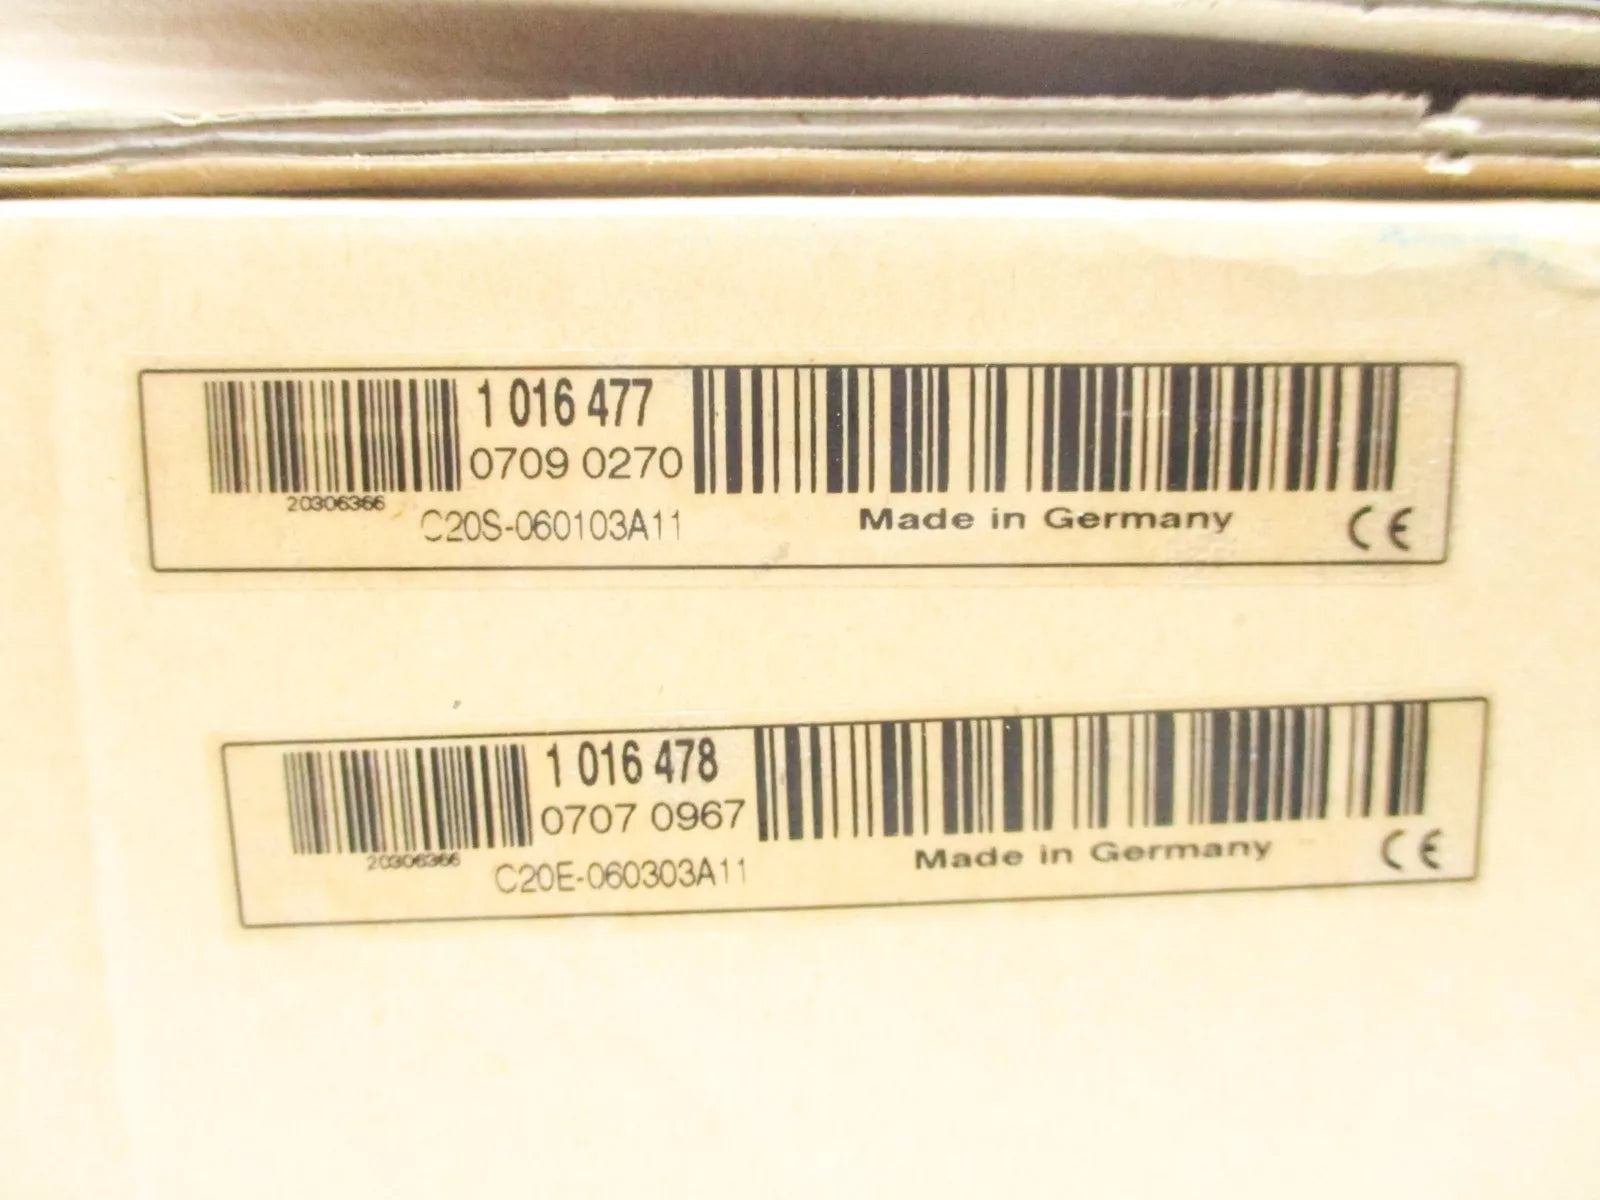 1 016 477
0709 0270
20306366
C20S-060103A11
Made in Germany
CE
1 016 478
0707 0967
20306366
C20E-060303A11
Made in Germany
CE